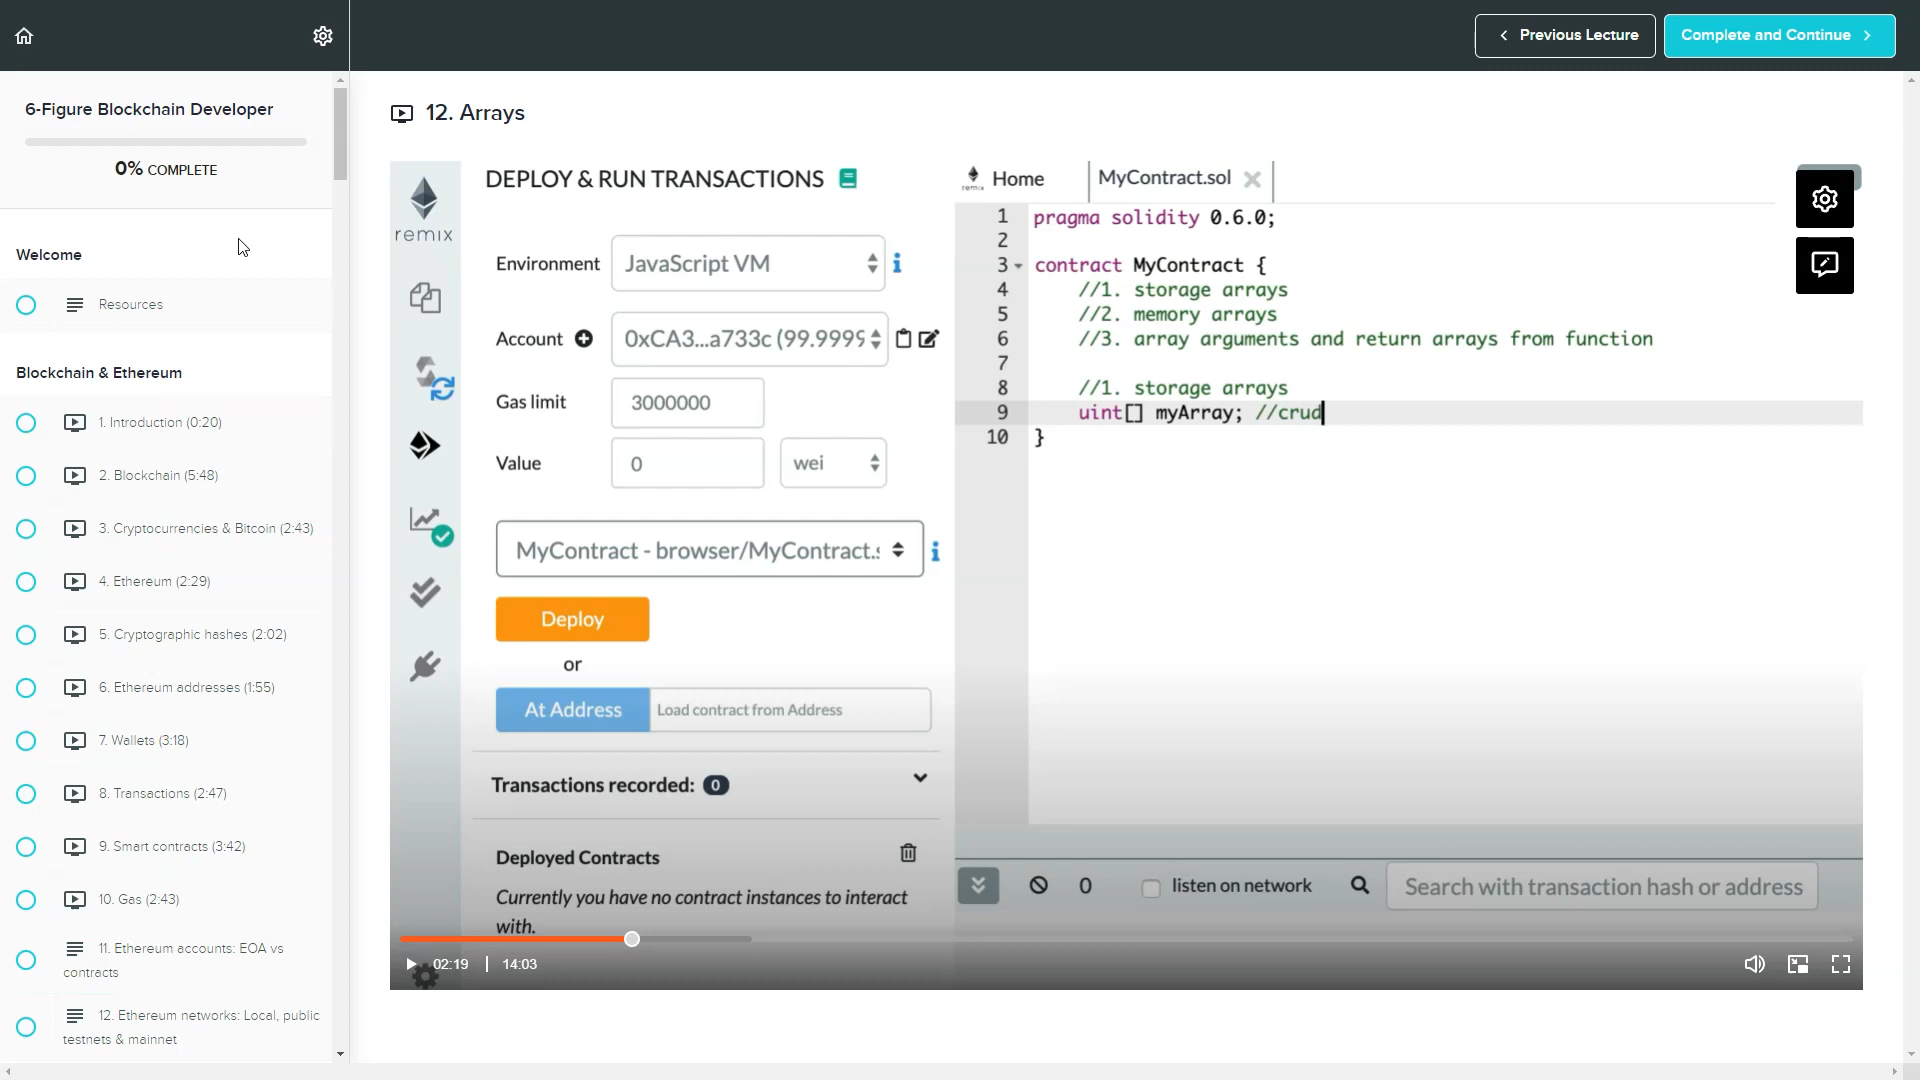 Previous Lecture
Complete and Continue
6-Figure Blockchain Developer
0% COMPLETE
Welcome
Resources
Blockchain & Ethereum
1. Introduction (0:20)
2. Blockchain (5:48)
3. Cryptocurrencies & Bitcoin (2:43)
4. Ethereum (2:29)
5. Cryptographic hashes (2:02)
6. Ethereum addresses (1:55)
7. Wallets (3:18)
8. Transactions (2:47)
9. Smart contracts (3:42)
10. Gas (2:43)
11. Ethereum accounts: EOA vs
contracts
12. Ethereum networks: Local, public
testnets & mainnet
12. Arrays
remix
DEPLOY & RUN TRANSACTIONS
Environment JavaScript VM
Account 0xCA3...a733c (99.9999
Gas limit 3000000
Value 0 wei
MyContract - browser/MyContract.s
Deploy
or
At Address Load contract from Address
Transactions recorded: 0
Deployed Contracts
Currently you have no contract instances to interact
with.
remix Home MyContract.sol
1 pragma solidity 0.6.0;
2
3 contract MyContract {
4 //1. storage arrays
5 //2. memory arrays
6 //3. array arguments and return arrays from function
7
8 //1. storage arrays
9 uint[] myArray; //crud
10 }
0 listen on network Search with transaction hash or address
02:19 | 14:03